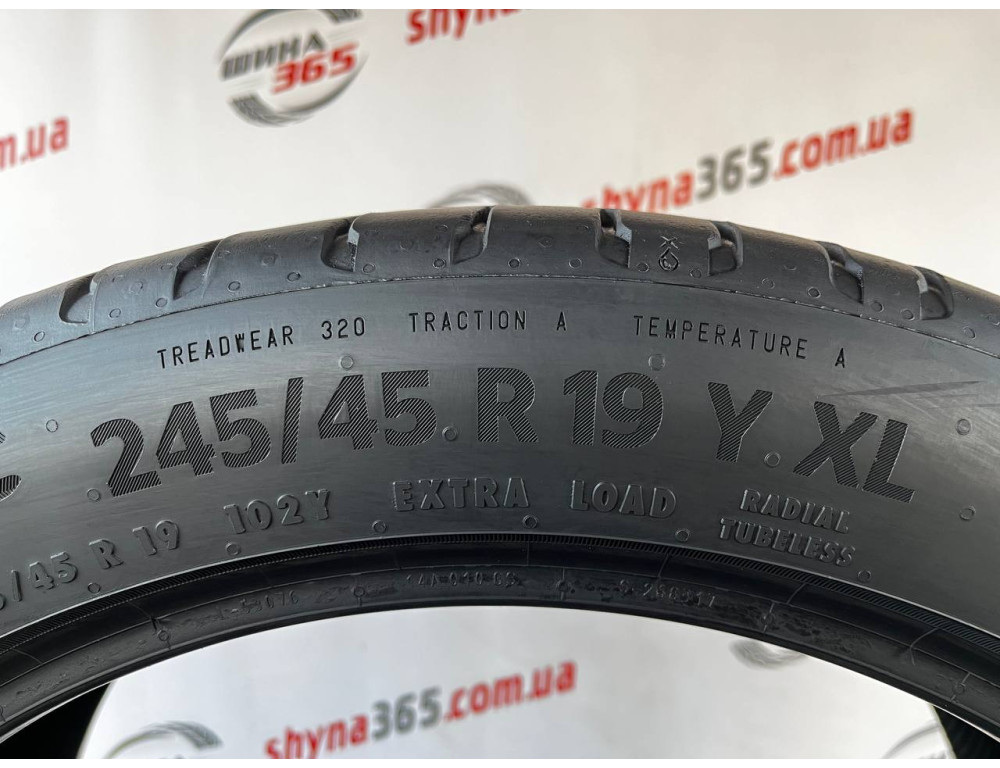 shyna
ШИНА
365
.com.ua
shyna365.com.ua
TREADWEAR 320 TRACTION A TEMPERATURE A
245/45 R 19 Y XL
/45 R 19 102Y EXTRA LOAD RADIAL
TUBELESS
shyna365.com.ua